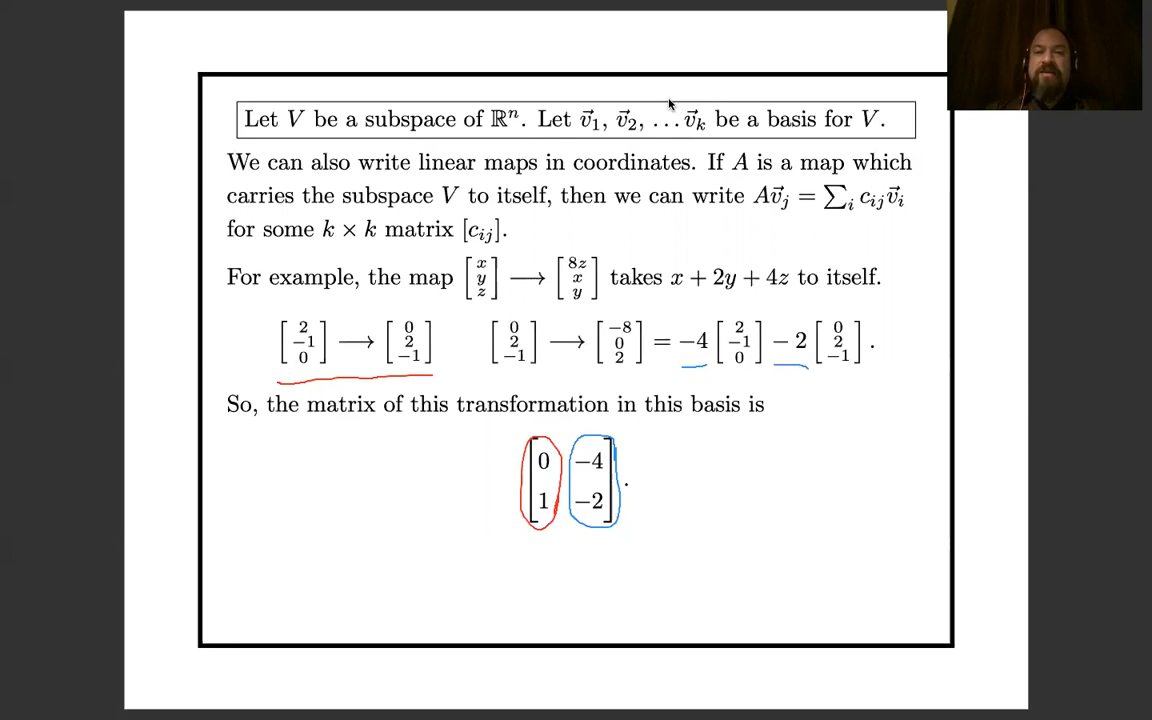 Let V be a subspace of ℝⁿ. Let v⃗₁, v⃗₂, …v⃗ₖ be a basis for V.
We can also write linear maps in coordinates. If A is a map which
carries the subspace V to itself, then we can write Av⃗ⱼ = ∑ᵢ cᵢⱼv⃗ᵢ
for some k × k matrix [cᵢⱼ].
For example, the map [x y z] ⟶ [8z x y] takes x + 2y + 4z to itself.
[2 −1 0] ⟶ [0 2 −1] [0 2 −1] ⟶ [−8 0 2] = −4 [2 −1 0] − 2 [0 2 −1].
So, the matrix of this transformation in this basis is
[0 −4
1 −2].